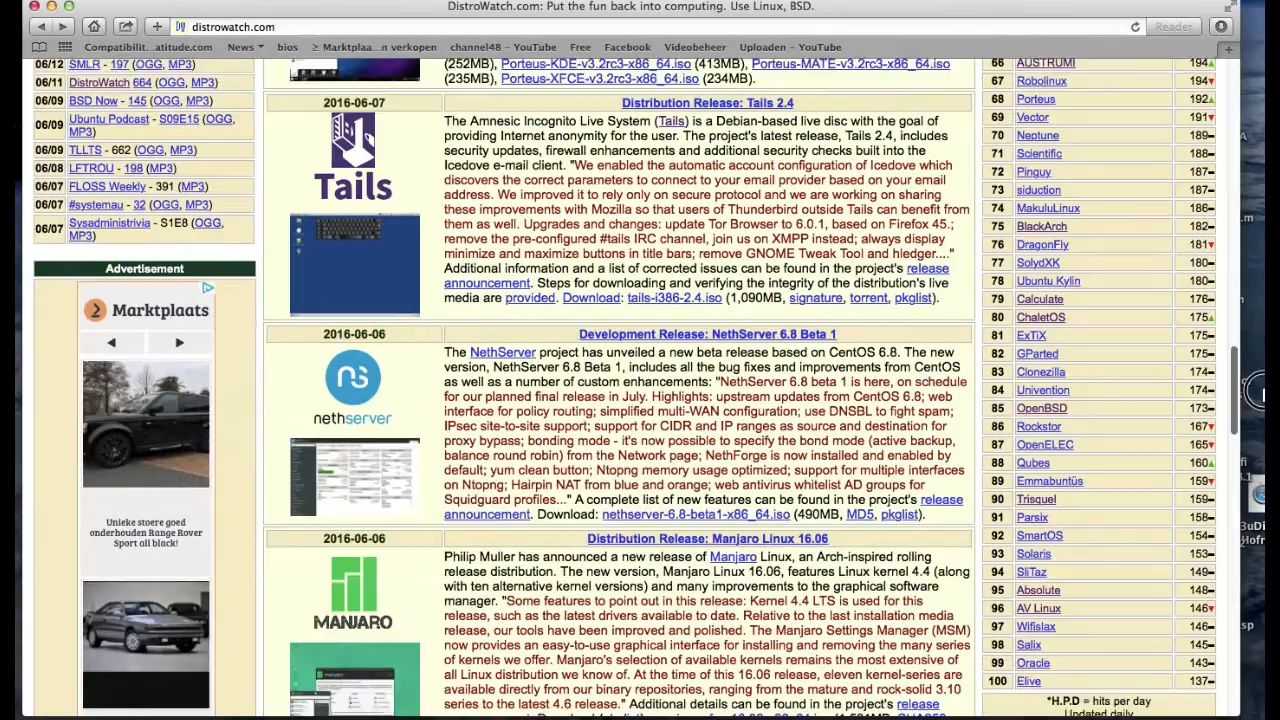 DistroWatch.com: Put the fun back into computing. Use Linux, BSD.
distrowatch.com
Reader
Compatibilit...atitude.com News bios ≥ Marktplaa...n verkopen channel48 – YouTube Free Facebook Videobeheer Uploaden – YouTube
06/12 SMLR - 197 (OGG, MP3)
06/11 DistroWatch 664 (OGG, MP3)
06/09 BSD Now - 145 (OGG, MP3)
06/09 Ubuntu Podcast - S09E15 (OGG,
MP3)
06/09 TLLTS - 662 (OGG, MP3)
06/08 LFTROU - 198 (MP3)
06/07 FLOSS Weekly - 391 (MP3)
06/07 #systemau - 32 (OGG, MP3)
06/07 Sysadministrivia - S1E8 (OGG,
MP3)
Advertisement
2 Marktplaats
Unieke stoere goed
onderhouden Range Rover
Sport all black!
(252MB), Porteus-KDE-v3.2rc3-x86_64.iso (413MB), Porteus-MATE-v3.2rc3-x86_64.iso
(235MB), Porteus-XFCE-v3.2rc3-x86_64.iso (234MB).
2016-06-07 Distribution Release: Tails 2.4
Tails
The Amnesic Incognito Live System (Tails) is a Debian-based live disc with the goal of
providing Internet anonymity for the user. The project's latest release, Tails 2.4, includes
security updates, firewall enhancements and additional security checks built into the
Icedove e-mail client. "We enabled the automatic account configuration of Icedove which
discovers the correct parameters to connect to your email provider based on your email
address. We improved it to rely only on secure protocol and we are working on sharing
these improvements with Mozilla so that users of Thunderbird outside Tails can benefit from
them as well. Upgrades and changes: update Tor Browser to 6.0.1, based on Firefox 45.;
remove the pre-configured #tails IRC channel, join us on XMPP instead; always display
minimize and maximize buttons in title bars; remove GNOME Tweak Tool and hledger...."
Additional information and a list of corrected issues can be found in the project's release
announcement. Steps for downloading and verifying the integrity of the distribution's live
media are provided. Download: tails-i386-2.4.iso (1,090MB, signature, torrent, pkglist).
2016-06-06 Development Release: NethServer 6.8 Beta 1
ns
nethserver
The NethServer project has unveiled a new beta release based on CentOS 6.8. The new
version, NethServer 6.8 Beta 1, includes all the bug fixes and improvements from CentOS
as well as a number of custom enhancements: "NethServer 6.8 beta 1 is here, on schedule
for our planned final release in July. Highlights: upstream updates from CentOS 6.8; web
interface for policy routing; simplified multi-WAN configuration; use DNSBL to fight spam;
IPsec site-to-site support; support for CIDR and IP ranges as source and destination for
proxy bypass; bonding mode - it's now possible to specify the bond mode (active backup,
balance round robin) from the Network page; NethForge is now installed and enabled by
default; yum clean button; Ntopng memory usage optimized; support for multiple interfaces
on Ntopng; Hairpin NAT from blue and orange; web antivirus whitelist AD groups for
Squidguard profiles..." A complete list of new features can be found in the project's release
announcement. Download: nethserver-6.8-beta1-x86_64.iso (490MB, MD5, pkglist).
2016-06-06 Distribution Release: Manjaro Linux 16.06
MANJARO
Philip Muller has announced a new release of Manjaro Linux, an Arch-inspired rolling
release distribution. The new version, Manjaro Linux 16.06, features Linux kernel 4.4 (along
with ten alternative kernel versions) and many improvements to the graphical software
manager. "Some features to point out in this release: Kernel 4.4 LTS is used for this
release, such as the latest drivers available to date. Relative to the last installation media
release, our tools have been improved and polished. The Manjaro Settings Manager (MSM)
now provides an easy-to-use graphical interface for installing and removing the many series
of kernels we offer. Manjaro's selection of available kernels remains the most extensive of
all Linux distribution we know of. At the time of this 16.06 release, eleven kernel-series are
available directly from our binary repositories, ranging from the mature and rock-solid 3.10
series to the latest 4.6 release." Additional details can be found in the project's release
66 AUSTRUMI 194
67 Robolinux 194
68 Porteus 192
69 Vector 191
70 Neptune 189
71 Scientific 188
72 Pinguy 187
73 siduction 187
74 MakuluLinux 186
75 BlackArch 182
76 DragonFly 181
77 SolydXK 180
78 Ubuntu Kylin 180
79 Calculate 176
80 ChaletOS 175
81 ExTiX 175
82 GParted 175
83 Clonezilla 174
84 Univention 174
85 OpenBSD 173
86 Rockstor 167
87 OpenELEC 165
88 Qubes 160
89 Emmabuntüs 159
90 Trisquel 159
91 Parsix 158
92 SmartOS 154
93 Solaris 153
94 SliTaz 149
95 Absolute 148
96 AV Linux 146
97 Wifislax 146
98 Salix 145
99 Oracle 143
100 Elive 137
*H.P.D = hits per day
Updated daily